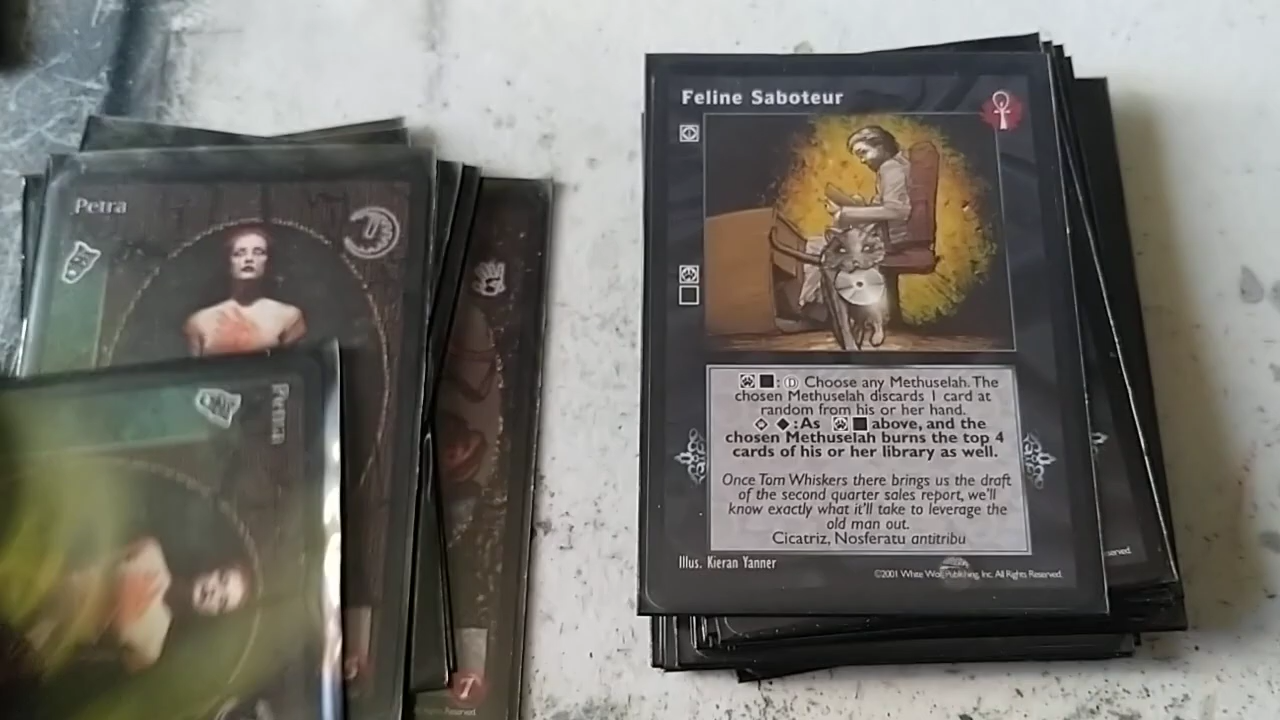 Petra
Petra
7
Feline Saboteur
: D Choose any Methuselah. The
chosen Methuselah discards 1 card at
random from his or her hand.
: As above, and the
chosen Methuselah burns the top 4
cards of his or her library as well.
Once Tom Whiskers there brings us the draft
of the second quarter sales report, we'll
know exactly what it'll take to leverage the
old man out.
Cicatriz, Nosferatu antitribu
Illus. Kieran Yanner
©2001 White Wolf Publishing, Inc. All Rights Reserved.